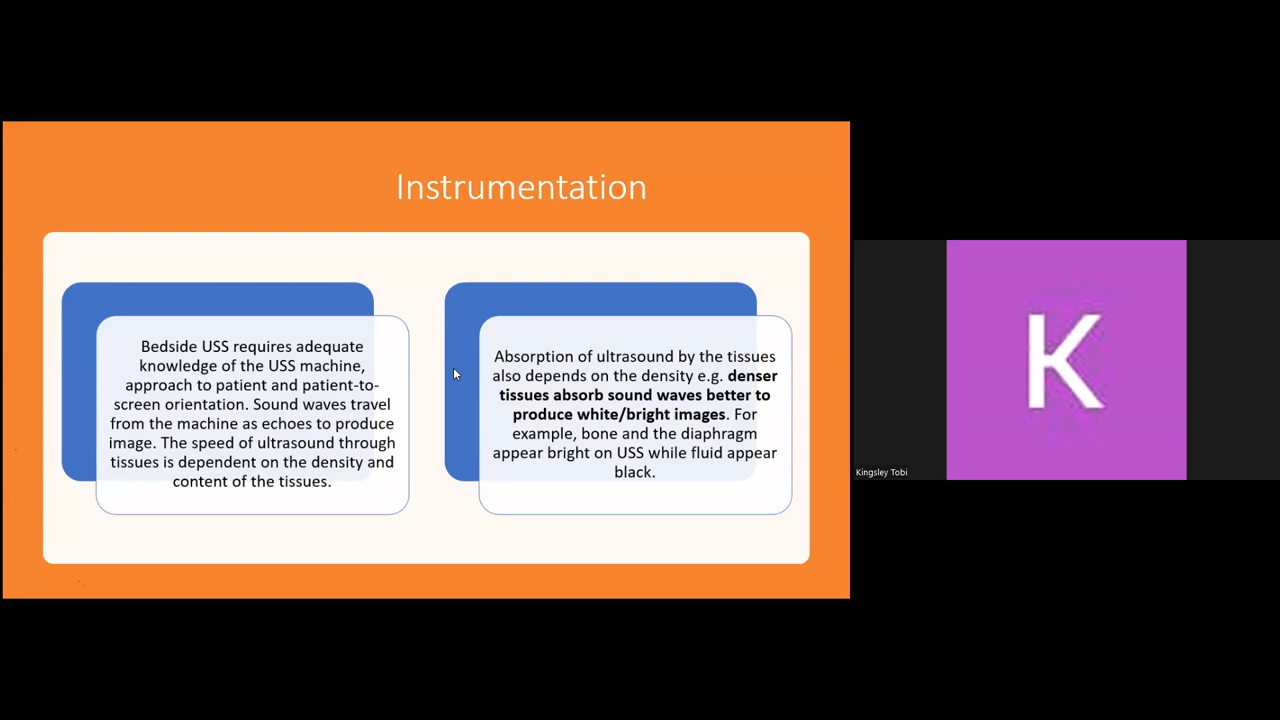 Instrumentation
Bedside USS requires adequate
knowledge of the USS machine,
approach to patient and patient-to-
screen orientation. Sound waves travel
from the machine as echoes to produce
image. The speed of ultrasound through
tissues is dependent on the density and
content of the tissues.
Absorption of ultrasound by the tissues
also depends on the density e.g. denser
tissues absorb sound waves better to
produce white/bright images. For
example, bone and the diaphragm
appear bright on USS while fluid appear
black.
K
Kingsley Tobi